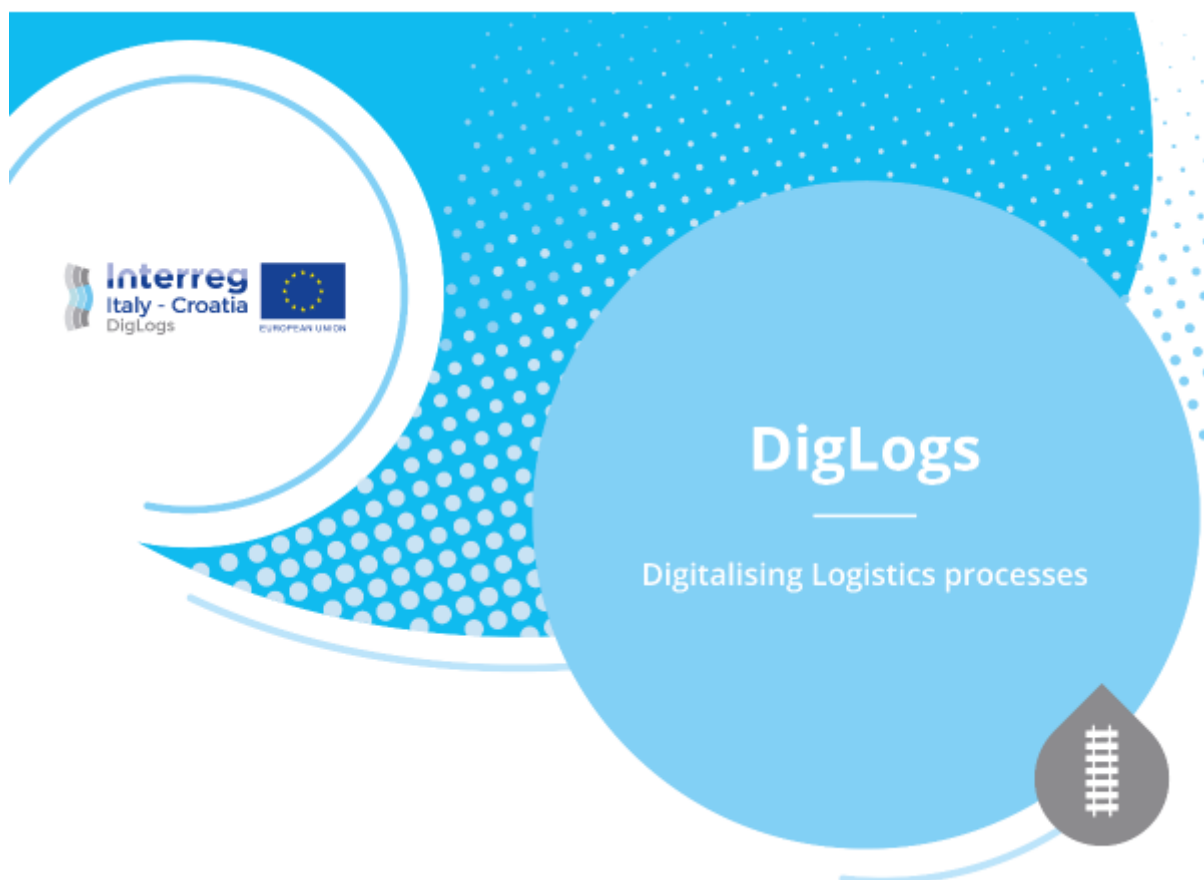 Interreg
Italy - Croatia
DigLogs
EUROPEAN UNION
DigLogs
Digitalising Logistics processes